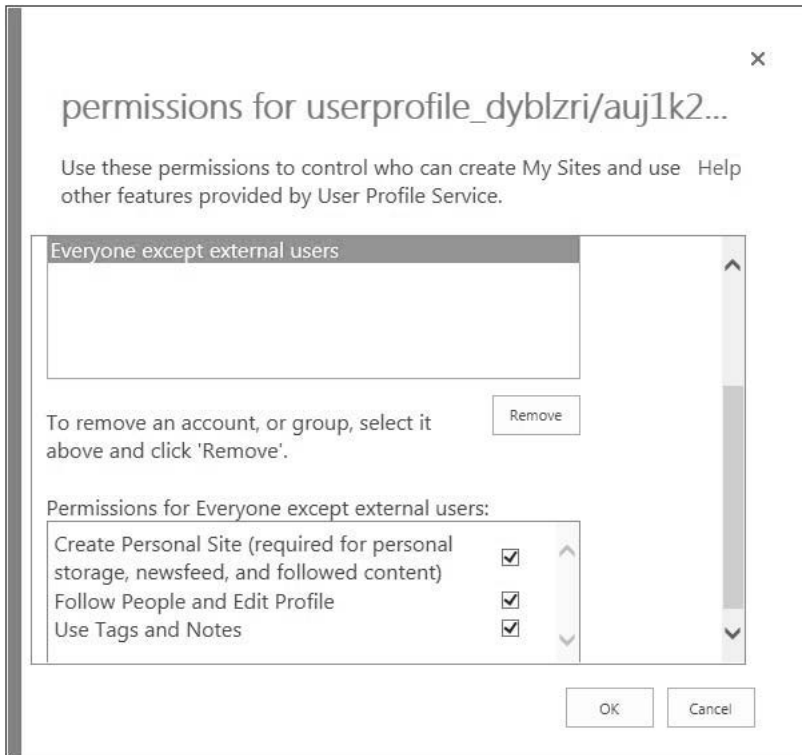 permissions for userprofile_dyblzri/auj1k2...
Use these permissions to control who can create My Sites and use Help
other features provided by User Profile Service.
Everyone except external users
To remove an account, or group, select it
above and click 'Remove'.
Remove
Permissions for Everyone except external users:
Create Personal Site (required for personal
storage, newsfeed, and followed content)
Follow People and Edit Profile
Use Tags and Notes
OK Cancel